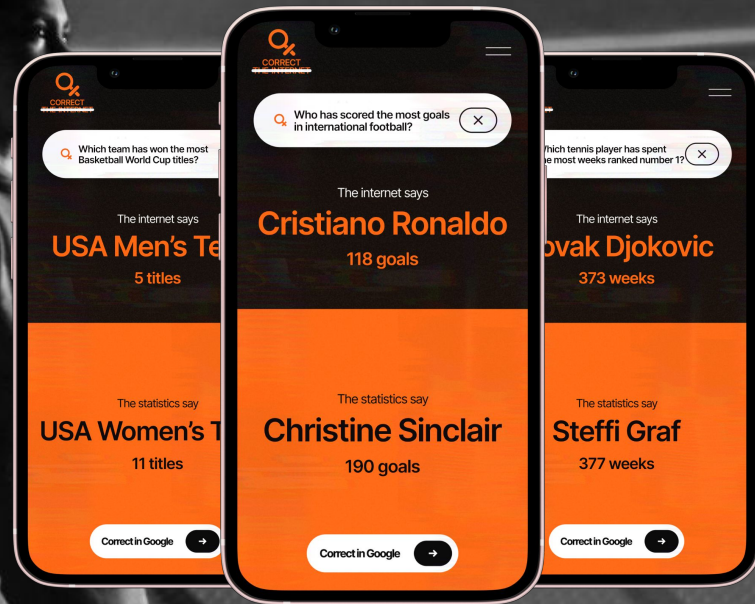 CORRECT
THE INTERNET
Which team has won the most
Basketball World Cup titles?
The internet says
USA Men's Te
5 titles
The statistics say
USA Women's T
11 titles
Correct in Google
CORRECT
THE INTERNET
Who has scored the most goals
in international football?
The internet says
Cristiano Ronaldo
118 goals
The statistics say
Christine Sinclair
190 goals
Correct in Google
hich tennis player has spent
e most weeks ranked number 1?
The internet says
ovak Djokovic
373 weeks
The statistics say
Steffi Graf
377 weeks
Correct in Google